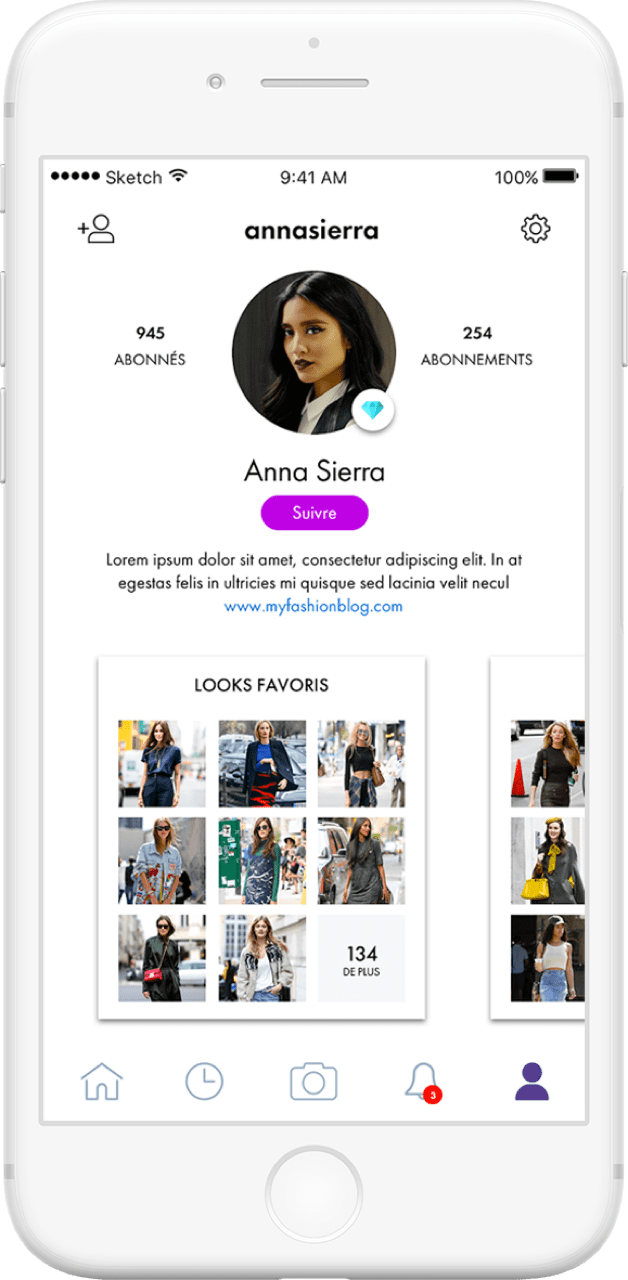 Sketch 9:41 AM 100%
annasierra
945
ABONNÉS
254
ABONNEMENTS
Anna Sierra
Suivre
Lorem ipsum dolor sit amet, consectetur adipiscing elit. In at
egestas felis in ultricies mi quisque sed lacinia velit necul
www.myfashionblog.com
LOOKS FAVORIS
134
DE PLUS
3